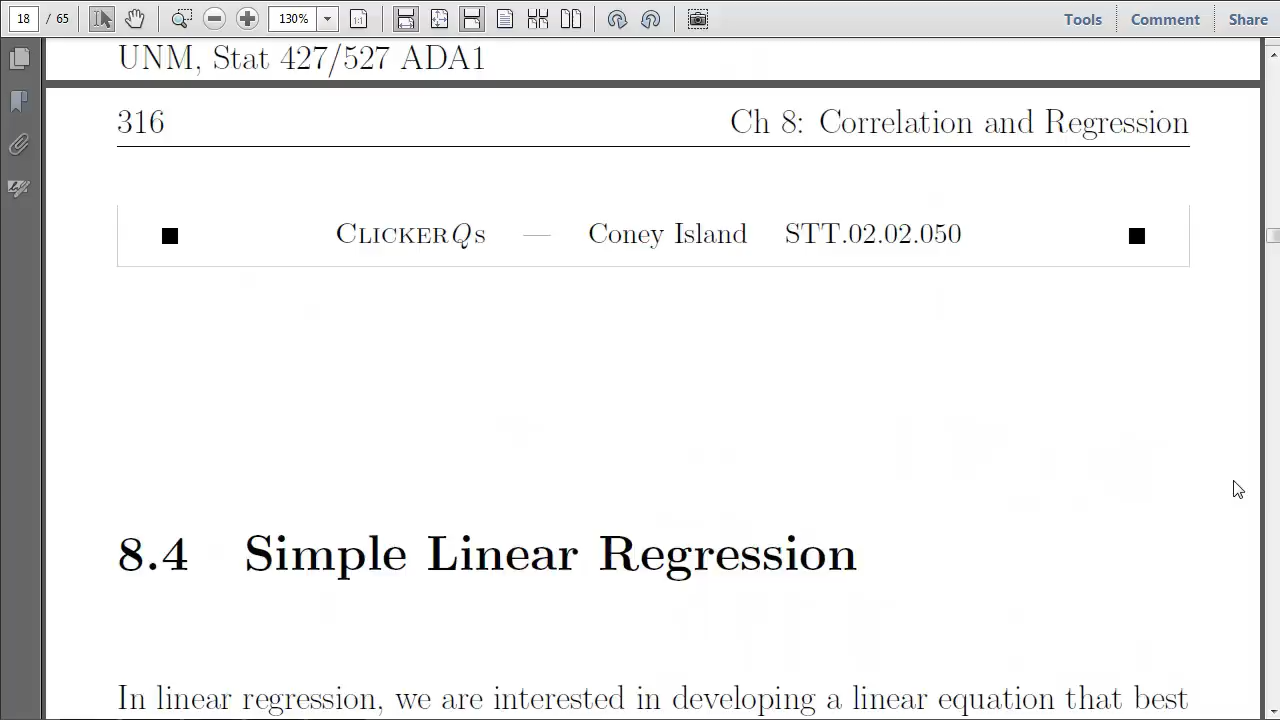 18 / 65 130% Tools Comment Share
UNM, Stat 427/527 ADA1
316 Ch 8: Correlation and Regression
CLICKERQs — Coney Island STT.02.02.050
8.4 Simple Linear Regression
In linear regression, we are interested in developing a linear equation that best